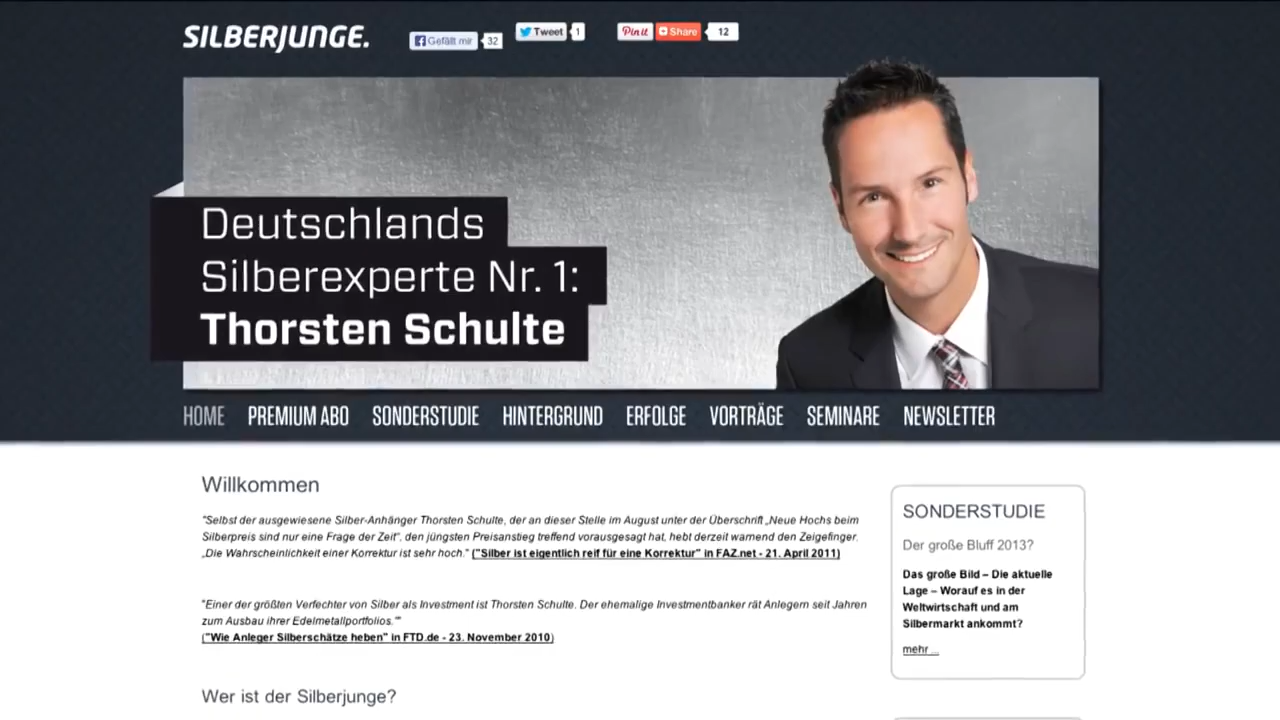 SILBERJUNGE.
Gefällt mir 32
Tweet 1
Pin it Share 12
Deutschlands
Silberexperte Nr. 1:
Thorsten Schulte
HOME PREMIUM ABO SONDERSTUDIE HINTERGRUND ERFOLGE VORTRÄGE SEMINARE NEWSLETTER
Willkommen
"Selbst der ausgewiesene Silber-Anhänger Thorsten Schulte, der an dieser Stelle im August unter der Überschrift „Neue Hochs beim
Silberpreis sind nur eine Frage der Zeit", den jüngsten Preisanstieg treffend vorausgesagt hat, hebt derzeit warnend den Zeigefinger.
„Die Wahrscheinlichkeit einer Korrektur ist sehr hoch." ("Silber ist eigentlich reif für eine Korrektur" in FAZ.net - 21. April 2011)
"Einer der größten Verfechter von Silber als Investment ist Thorsten Schulte. Der ehemalige Investmentbanker rät Anlegern seit Jahren
zum Ausbau ihrer Edelmetallportfolios.""
("Wie Anleger Silberschätze heben" in FTD.de - 23. November 2010)
Wer ist der Silberjunge?
SONDERSTUDIE
Der große Bluff 2013?
Das große Bild – Die aktuelle
Lage – Worauf es in der
Weltwirtschaft und am
Silbermarkt ankommt?
mehr ...